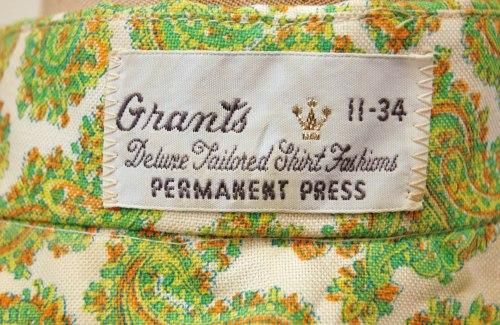 Grants 11-34
Deluxe Tailored Shirt Fashions
PERMANENT PRESS